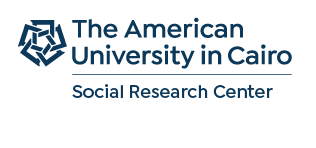 The American
University in Cairo
Social Research Center